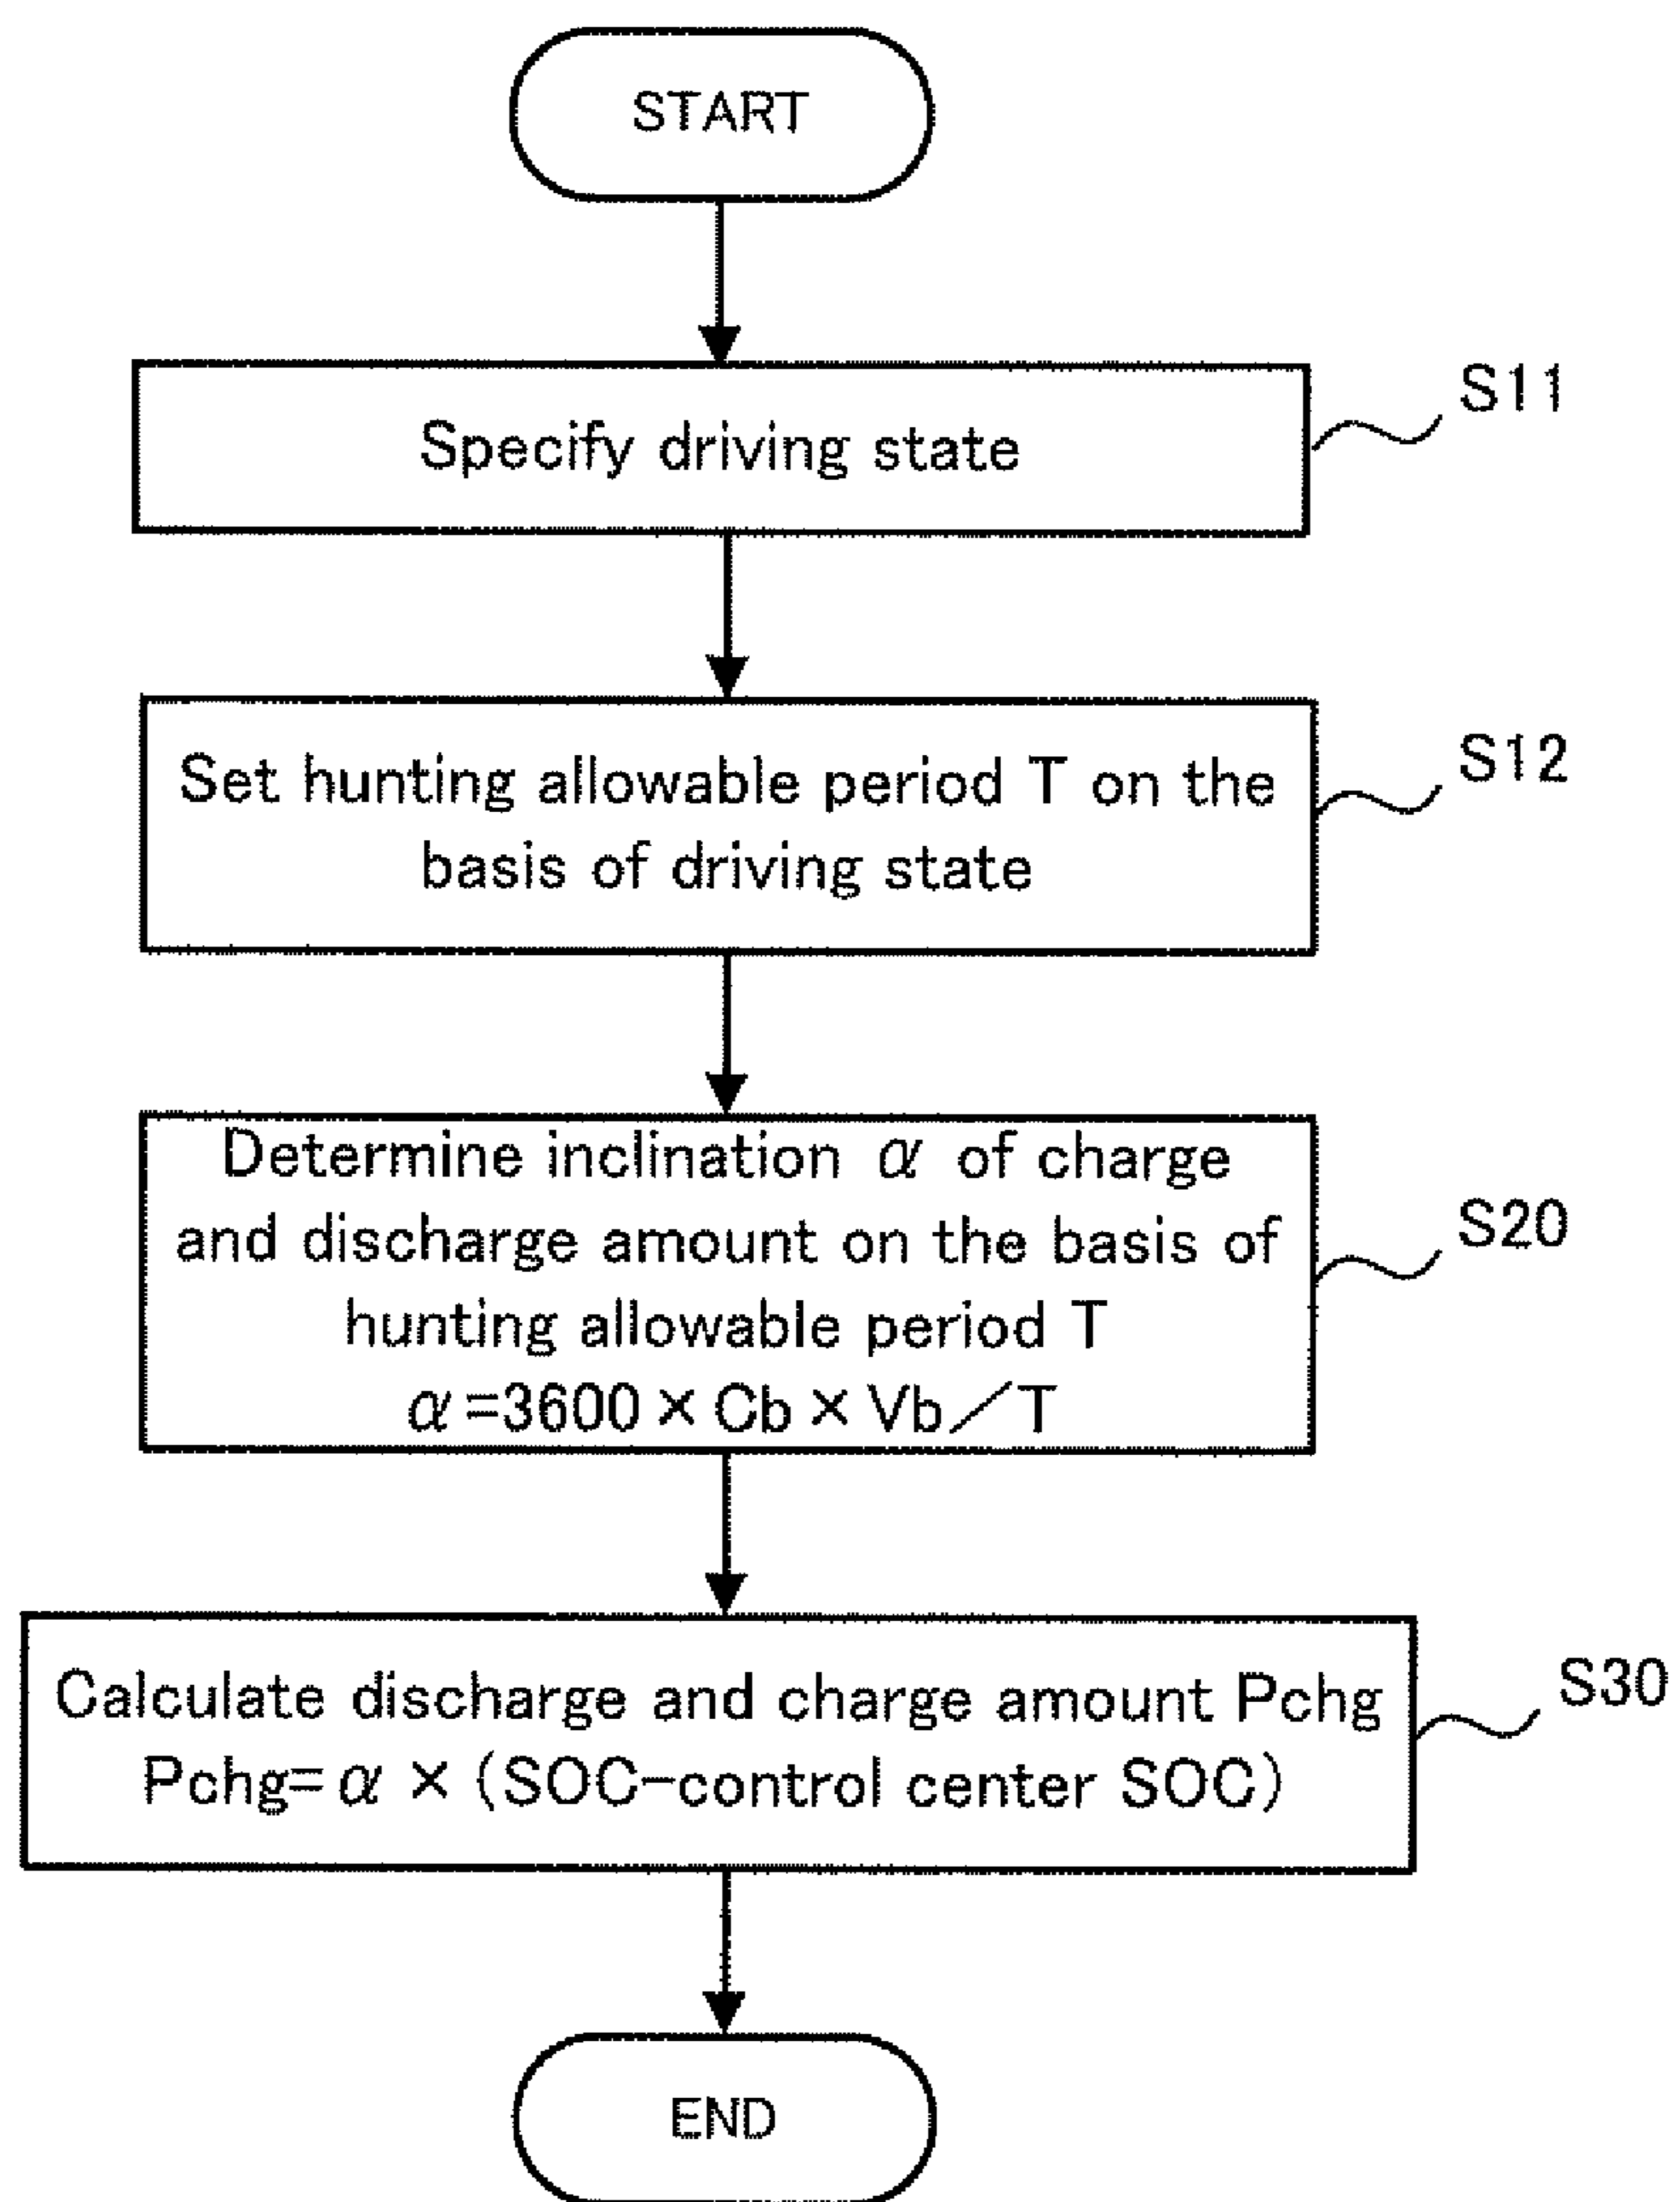 START
Specify driving state
S11
Set hunting allowable period T on the
basis of driving state
S12
Determine inclination α of charge
and discharge amount on the basis of
hunting allowable period T
α=3600×Cb×Vb/T
S20
Calculate discharge and charge amount Pchg
Pchg=α×(SOC-control center SOC)
S30
END